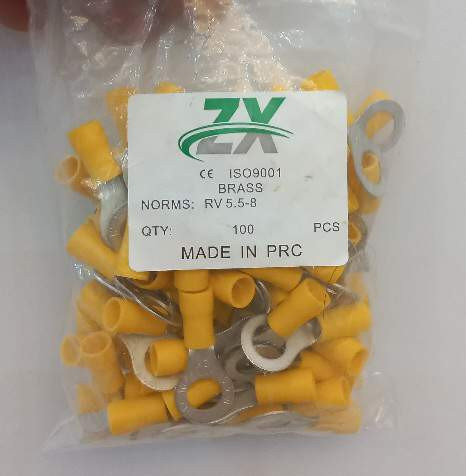 ZX
CE ISO9001
BRASS
NORMS: RV 5.5-8
QTY: 100 PCS
MADE IN PRC